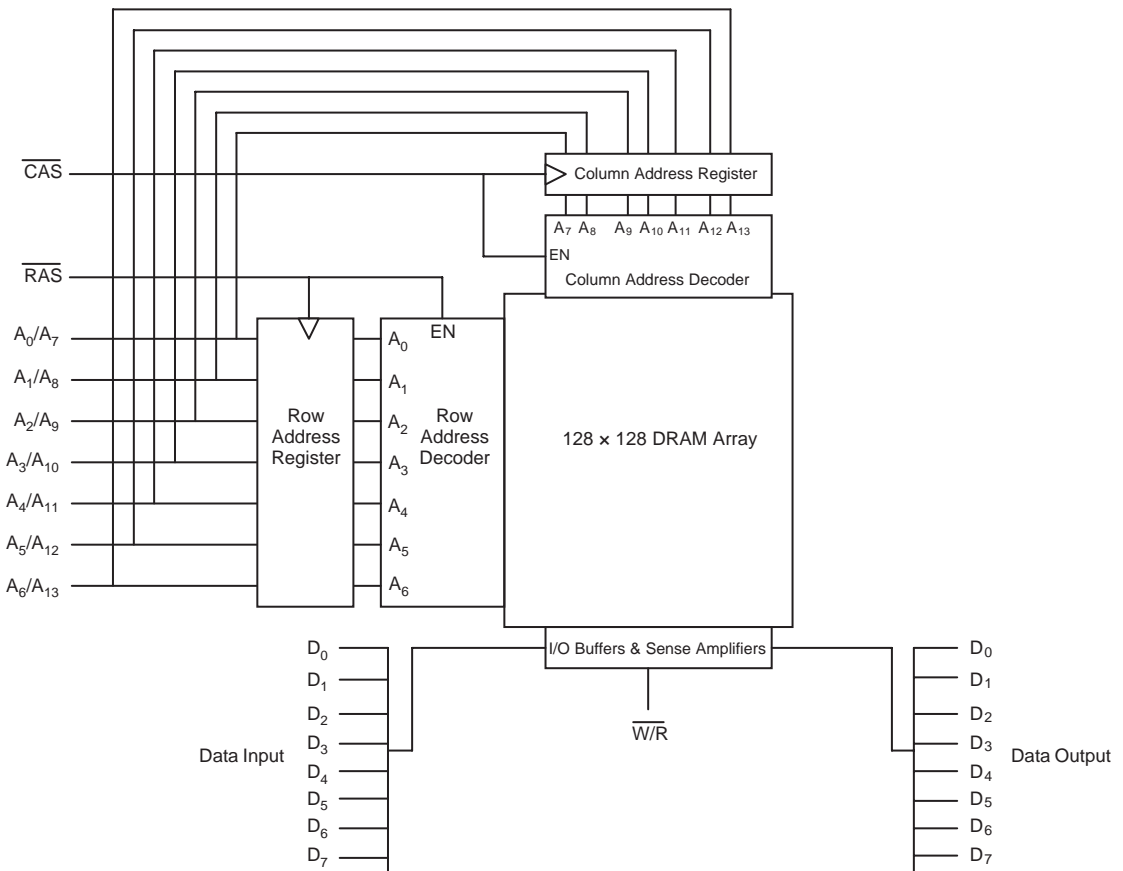 CAS
Column Address Register
A7 A8 A9 A10 A11 A12 A13
EN
Column Address Decoder
RAS
A0/A7
A1/A8
A2/A9
A3/A10
A4/A11
A5/A12
A6/A13
Row
Address
Register
EN
A0
A1
A2
A3
A4
A5
A6
Row
Address
Decoder
128 × 128 DRAM Array
I/O Buffers & Sense Amplifiers
W/R
Data Input
D0
D1
D2
D3
D4
D5
D6
D7
D0
D1
D2
D3
D4
D5
D6
D7
Data Output